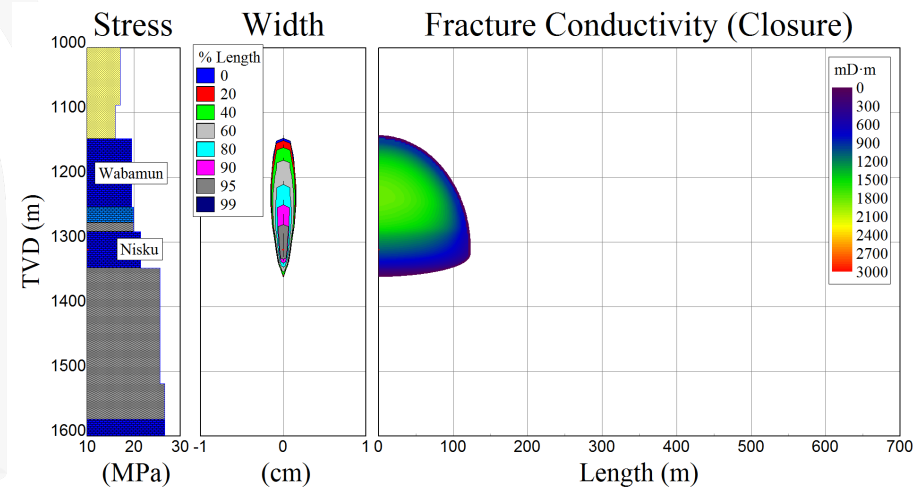 Stress
Width
Fracture Conductivity (Closure)
TVD (m)
1000
1100
1200
1300
1400
1500
1600
Wabamun
Nisku
10 20 30
(MPa)
% Length
0
20
40
60
80
90
95
99
-1 0 1
(cm)
mD·m
0
300
600
900
1200
1500
1800
2100
2400
2700
3000
0 100 200 300 400 500 600 700
Length (m)